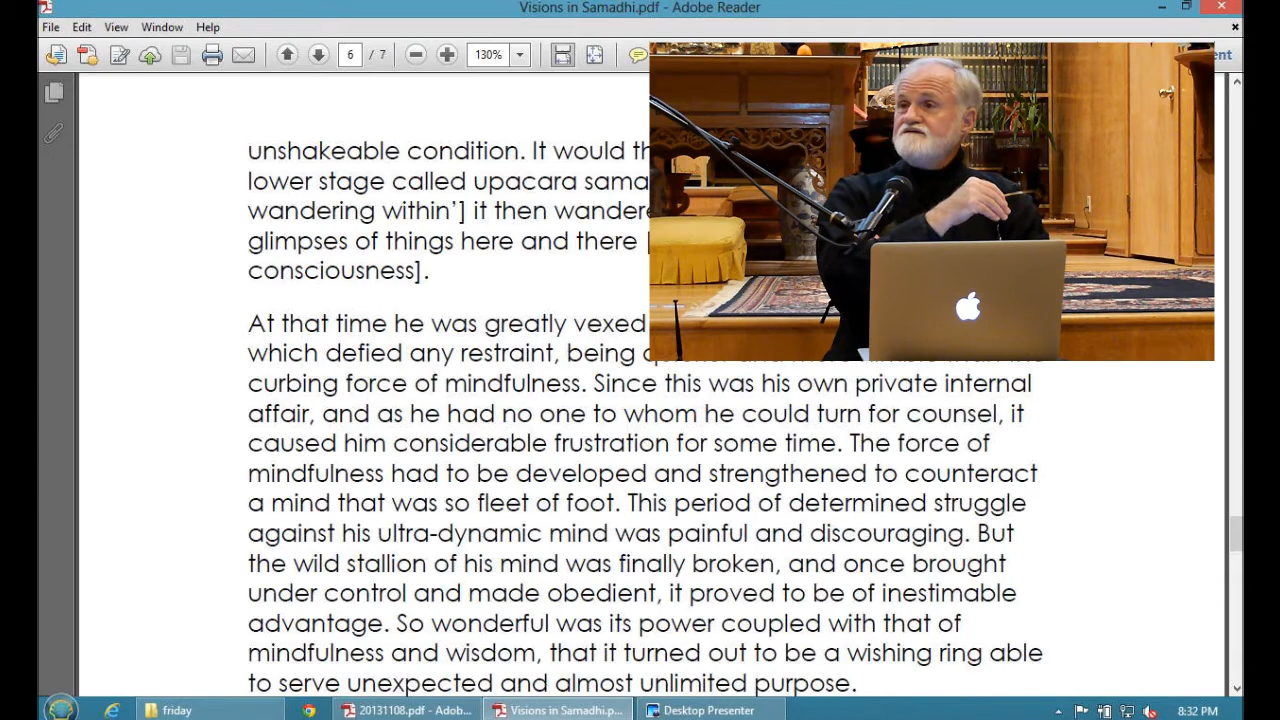 Visions in Samadhi.pdf - Adobe Reader
File Edit View Window Help
6 / 7 130% ent
unshakeable condition. It would th
lower stage called upacara sama
wandering within’] it then wandere
glimpses of things here and there [
consciousness].
At that time he was greatly vexed
which defied any restraint, being
curbing force of mindfulness. Since this was his own private internal
affair, and as he had no one to whom he could turn for counsel, it
caused him considerable frustration for some time. The force of
mindfulness had to be developed and strengthened to counteract
a mind that was so fleet of foot. This period of determined struggle
against his ultra-dynamic mind was painful and discouraging. But
the wild stallion of his mind was finally broken, and once brought
under control and made obedient, it proved to be of inestimable
advantage. So wonderful was its power coupled with that of
mindfulness and wisdom, that it turned out to be a wishing ring able
to serve unexpected and almost unlimited purpose.
friday 20131108.pdf - Adob... Visions in Samadhi.p... Desktop Presenter 8:32 PM